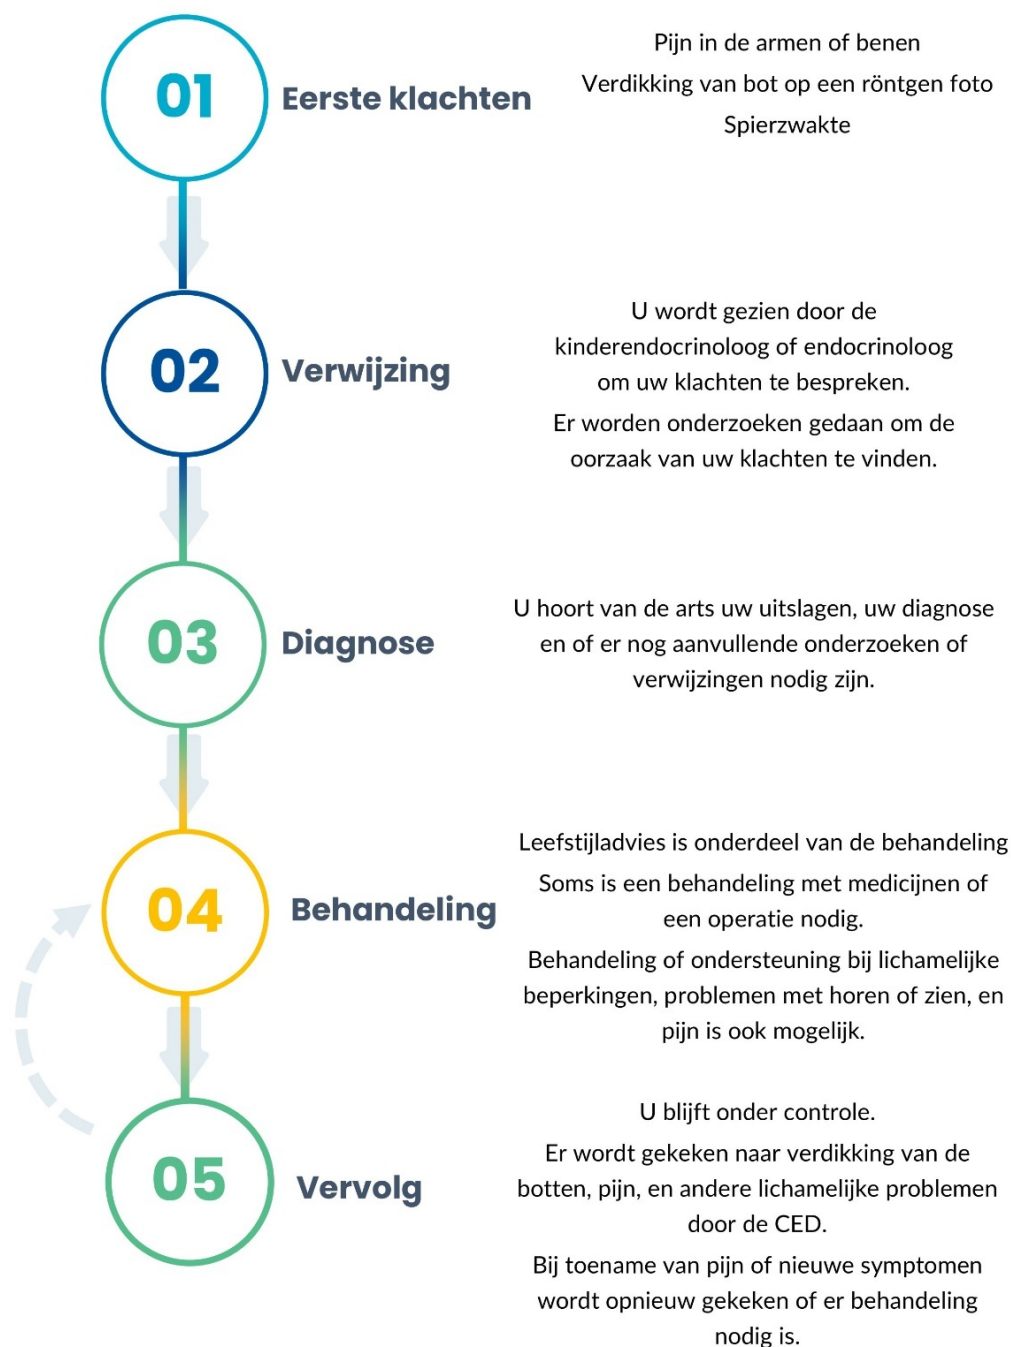 01
Eerste klachten
Pijn in de armen of benen
Verdikking van bot op een röntgen foto
Spierzwakte
02
Verwijzing
U wordt gezien door de
kinderendocrinoloog of endocrinoloog
om uw klachten te bespreken.
Er worden onderzoeken gedaan om de
oorzaak van uw klachten te vinden.
03
Diagnose
U hoort van de arts uw uitslagen, uw diagnose
en of er nog aanvullende onderzoeken of
verwijzingen nodig zijn.
04
Behandeling
Leefstijladvies is onderdeel van de behandeling
Soms is een behandeling met medicijnen of
een operatie nodig.
Behandeling of ondersteuning bij lichamelijke
beperkingen, problemen met horen of zien, en
pijn is ook mogelijk.
05
Vervolg
U blijft onder controle.
Er wordt gekeken naar verdikking van de
botten, pijn, en andere lichamelijke problemen
door de CED.
Bij toename van pijn of nieuwe symptomen
wordt opnieuw gekeken of er behandeling
nodig is.